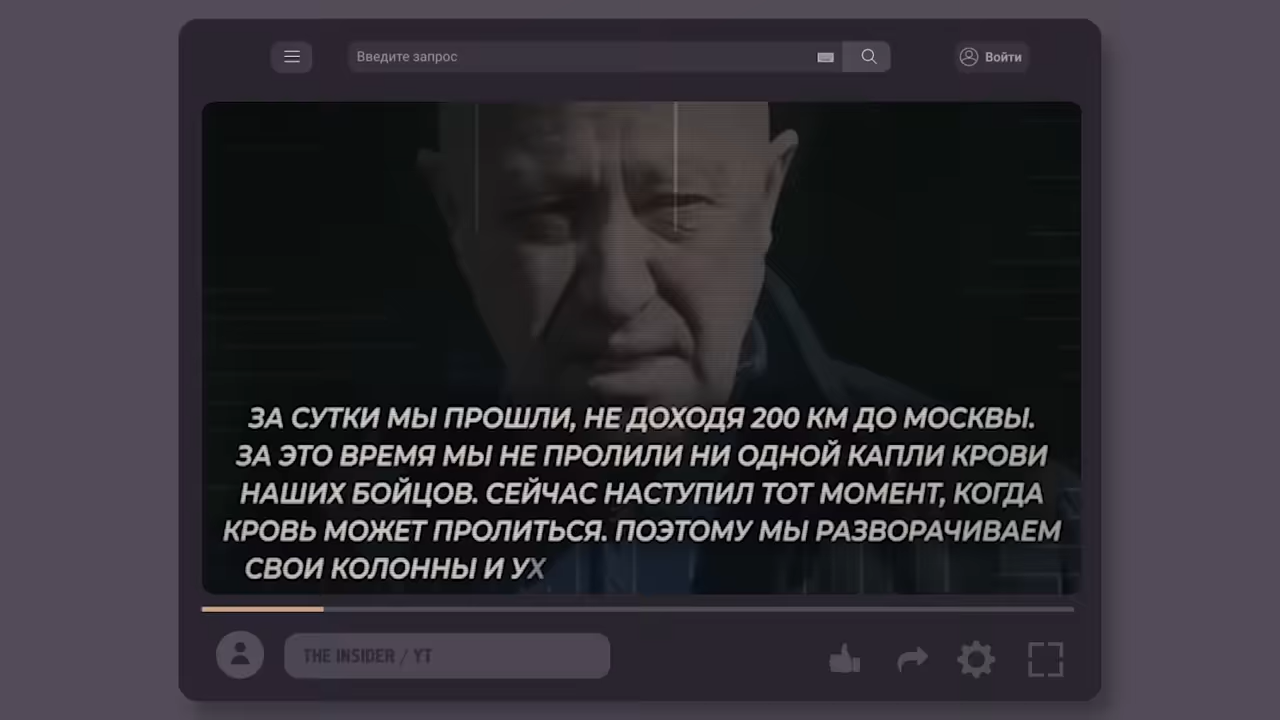 Введите запрос
Войти
ЗА СУТКИ МЫ ПРОШЛИ, НЕ ДОХОДЯ 200 КМ ДО МОСКВЫ.
ЗА ЭТО ВРЕМЯ МЫ НЕ ПРОЛИЛИ НИ ОДНОЙ КАПЛИ КРОВИ
НАШИХ БОЙЦОВ. СЕЙЧАС НАСТУПИЛ ТОТ МОМЕНТ, КОГДА
КРОВЬ МОЖЕТ ПРОЛИТЬСЯ. ПОЭТОМУ МЫ РАЗВОРАЧИВАЕМ
СВОИ КОЛОННЫ И УХ
THE INSIDER / YT